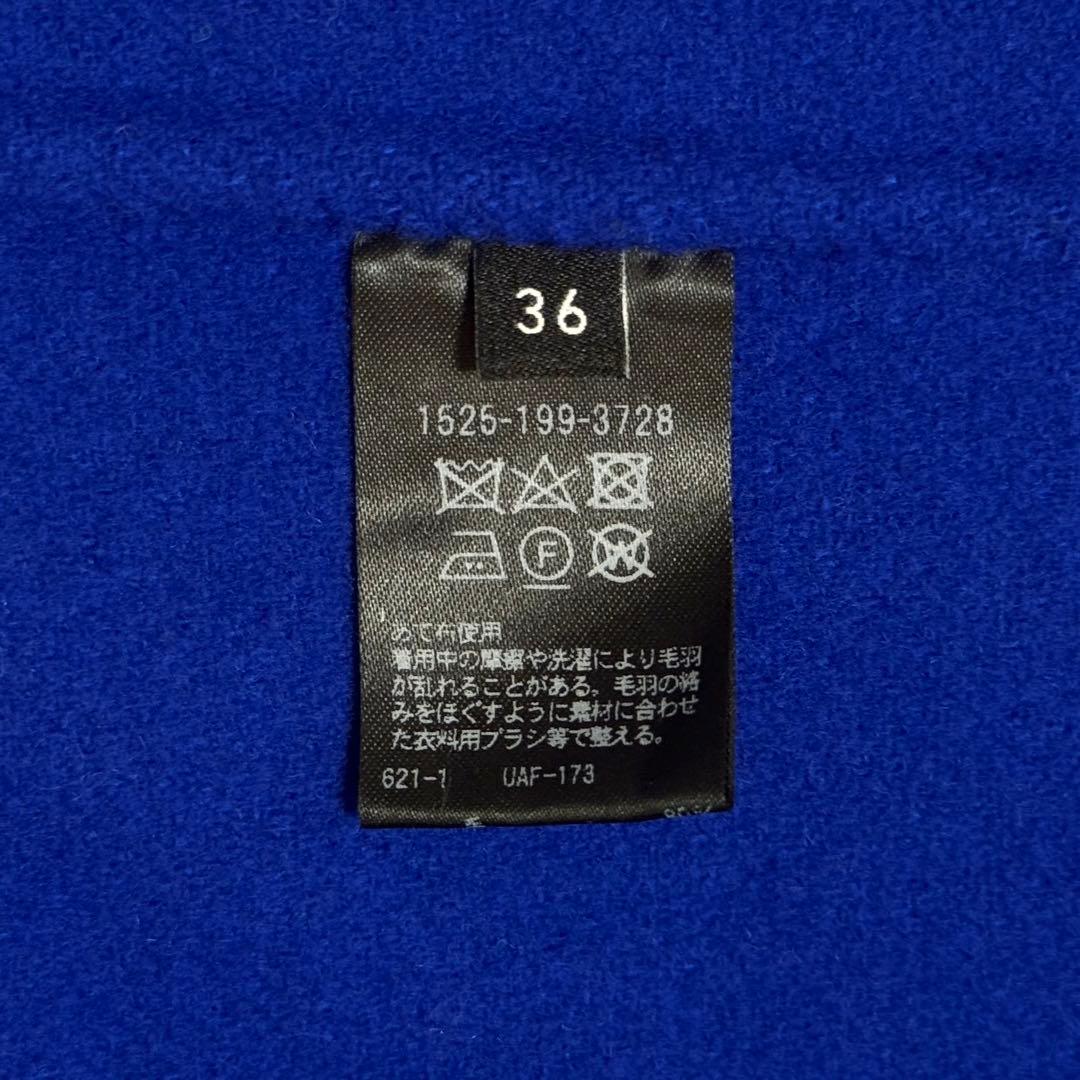 36
1525-199-3728
F
W
あて布使用
着用中の摩擦や洗濯により毛羽
が乱れることがある。毛羽の絡
みをほぐすように素材に合わせ
た衣料用ブラシ等で整える。
621-1 UAF-173
毛